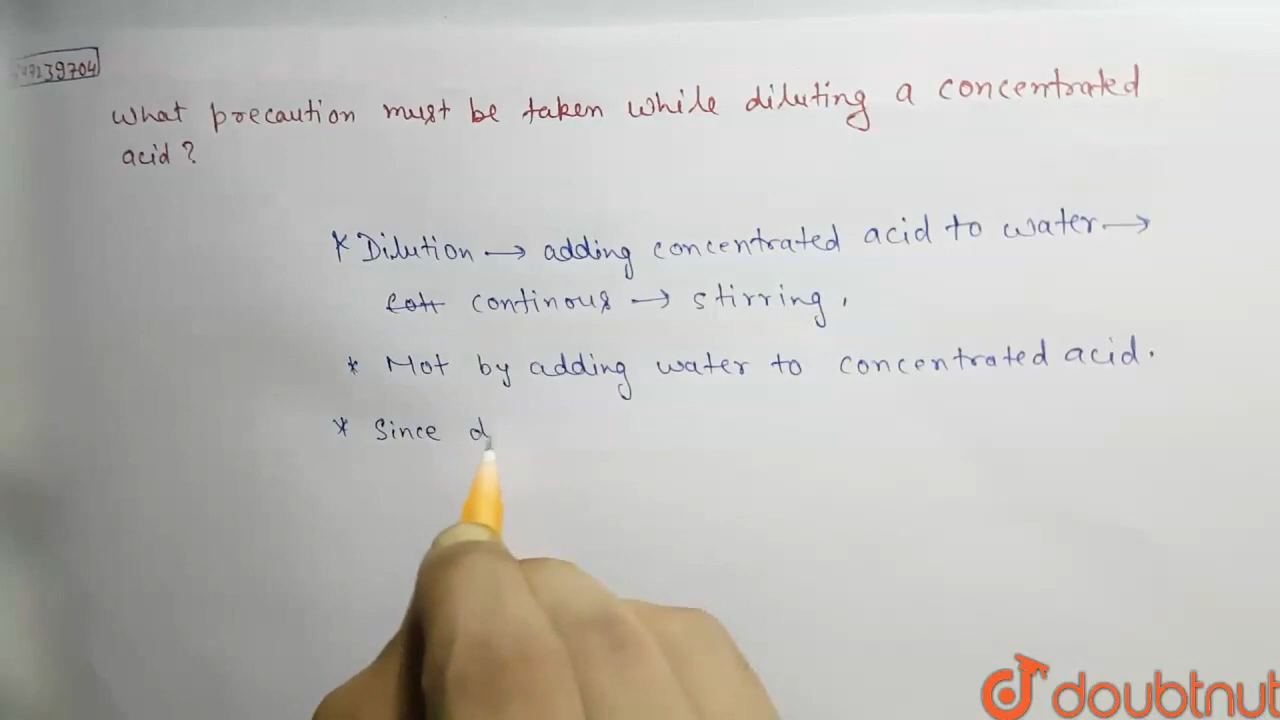 What precaution must be taken while diluting a concentrated
acid?
* Dilution → adding concentrated acid to water →
continous → stirring.
* Not by adding water to concentrated acid.
* Since d
doubtnut